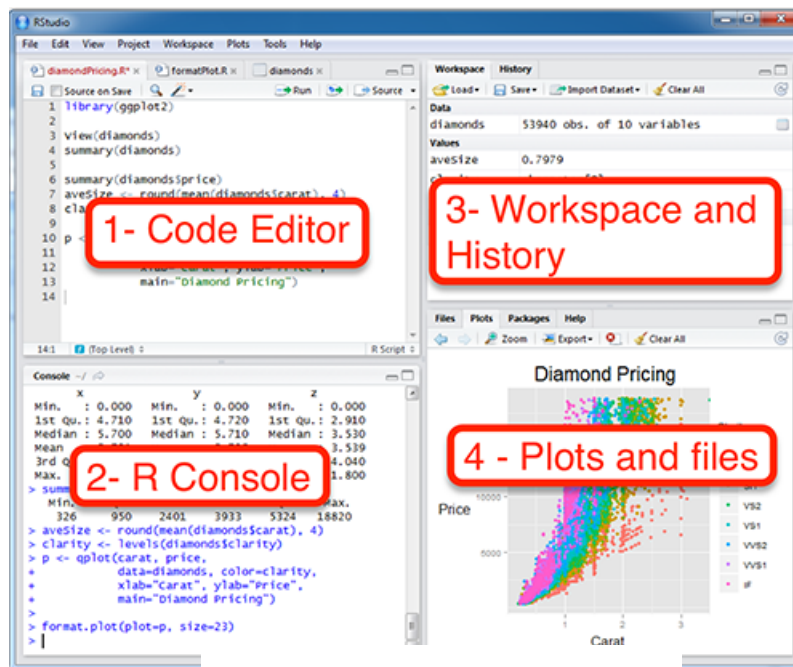 RStudio
File Edit View Project Workspace Plots Tools Help
diamondPricing.R* × formatPlot.R × diamonds ×
Source on Save Run Source
1 library(ggplot2)
2
3 view(diamonds)
4 summary(diamonds)
5
6 summary(diamonds$price)
7 aveSize <- round(mean(diamonds$carat), 4)
8
9
10 p
11
12 xlab="Carat", ylab="Price",
13 main="Diamond Pricing")
14
1- Code Editor
14:1 (Top Level) R Script
Workspace History
Load Save Import Dataset Clear All
Data
diamonds 53940 obs. of 10 variables
Values
aveSize 0.7979
3- Workspace and
History
Console ~/
x y z
Min. : 0.000 Min. : 0.000 Min. : 0.000
1st Qu.: 4.710 1st Qu.: 4.720 1st Qu.: 2.910
Median : 5.700 Median : 5.710 Median : 3.530
Mean 3.539
3rd 4.040
Max. 1.800
2- R Console
>
326 950 2401 3933 5324 18820
> aveSize <- round(mean(diamonds$carat), 4)
> clarity <- levels(diamonds$clarity)
> p <- qplot(carat, price,
+ data=diamonds, color=clarity,
+ xlab="Carat", ylab="Price",
+ main="Diamond Pricing")
>
> format.plot(plot=p, size=23)
>
Files Plots Packages Help
Zoom Export Clear All
Diamond Pricing
4 - Plots and files
Price
10000
5000
VS2
VS1
VVS2
VVS1
IF
1 2 3
Carat